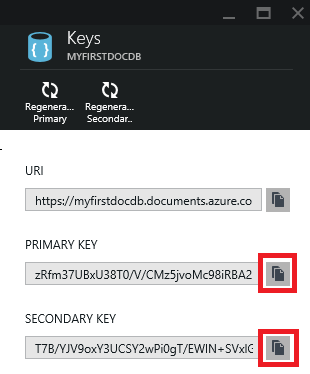 Keys
MYFIRSTDOCDB
Regenera... Regenera...
Primary Secondar..
URI
https://myfirstdocdb.documents.azure.co
PRIMARY KEY
zRfm37UBxU38T0/V/CMz5jvoMc98iRBA2
SECONDARY KEY
T7B/YJV9oxY3UCSY2wPi0gT/EWIN+SVxIG